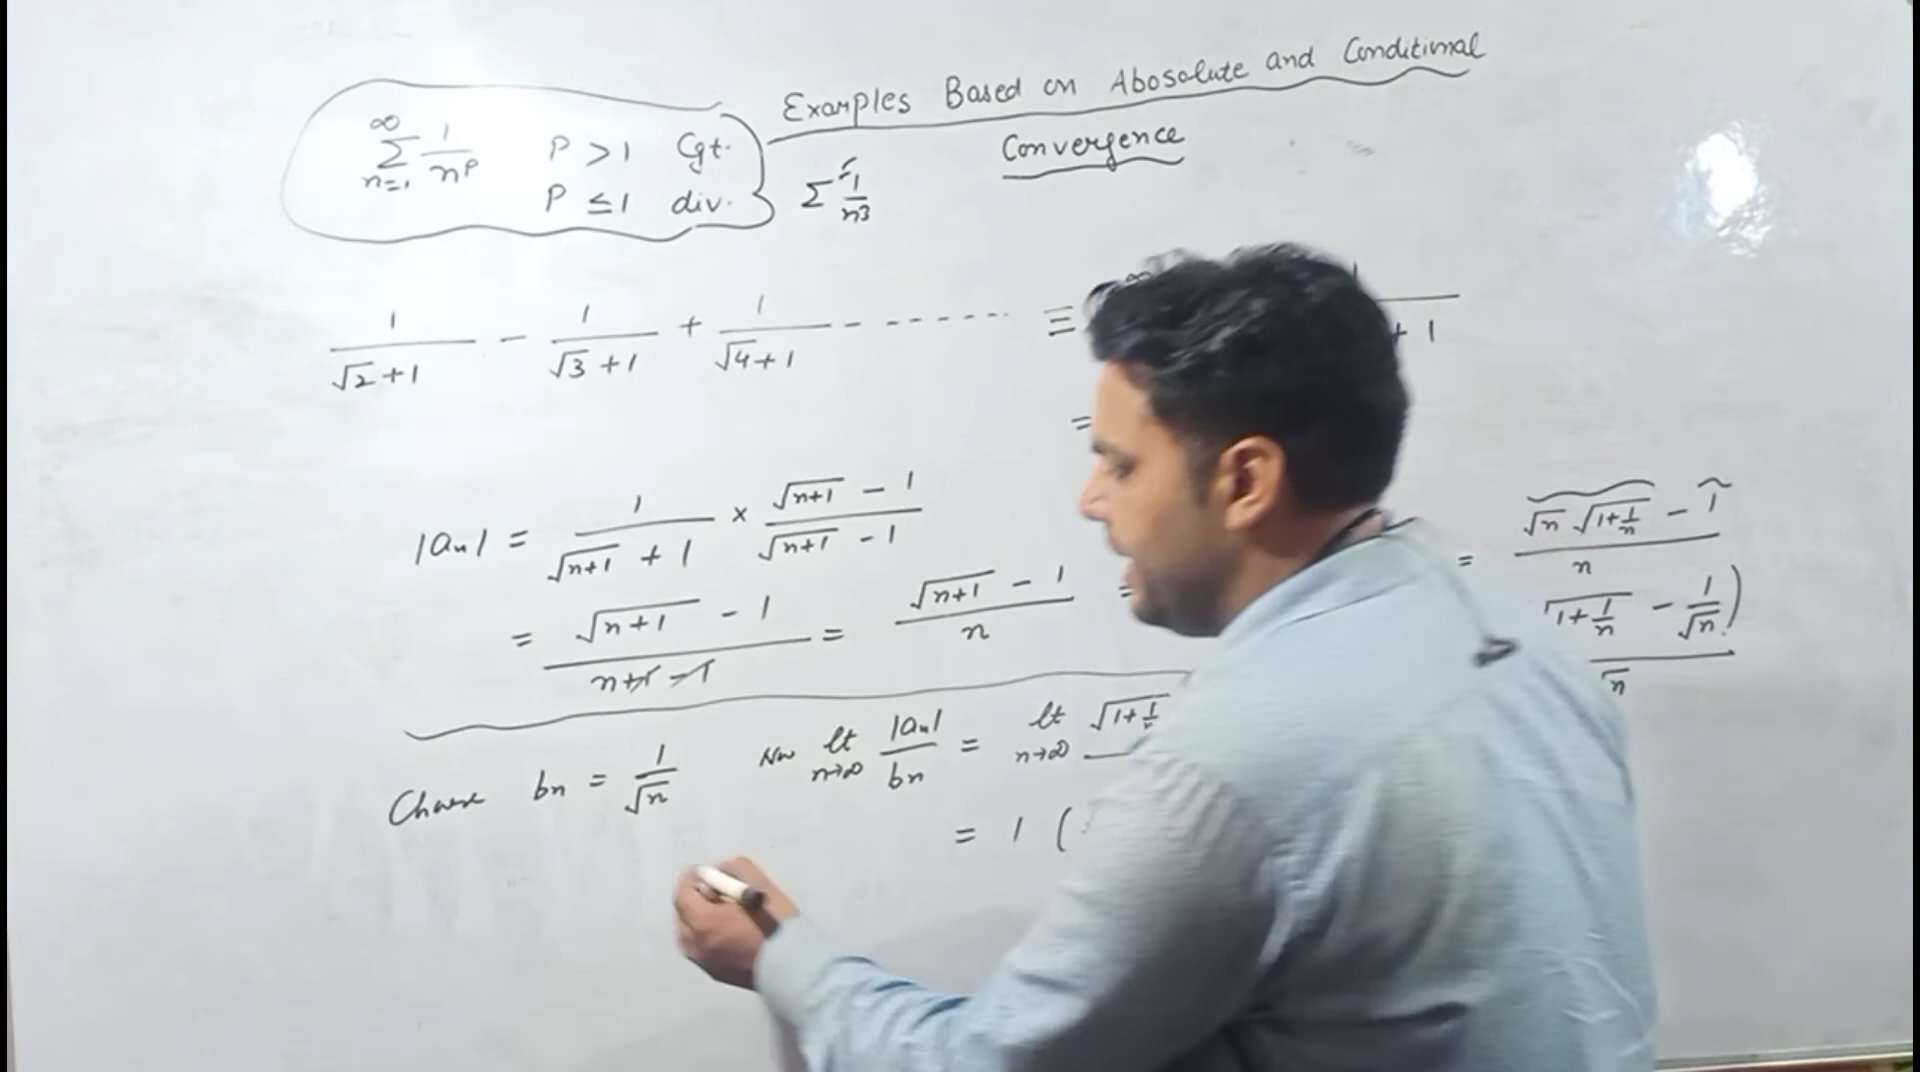 Examples Based on Abosolute and Conditional
Convergence
∞
Σ 1/n^p P > 1 Cgt.
n=1 P ≤ 1 div.
Σ 1/n3
1/(√2+1) - 1/(√3+1) + 1/(√4+1) - ------ ≡ + 1
=
|an| = 1/(√n+1 + 1) × (√n+1 - 1)/(√n+1 - 1)
= (√n+1 - 1)/(n+1-1) = (√n+1 - 1)/n = = (√n √1+1/n - 1)/n
√1+1/n - 1/√n) / √n
bn = 1/√n Now lt n→∞ |an|/bn = lt n→∞ √1+1/n
= 1 (